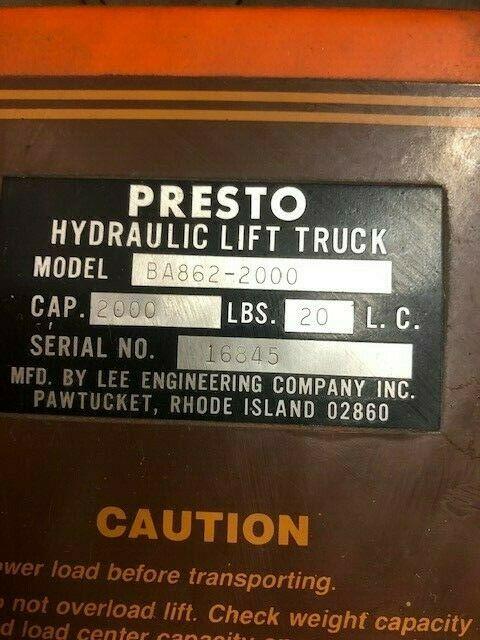 PRESTO
HYDRAULIC LIFT TRUCK
MODEL BA862-2000
CAP. 2000 LBS. 20 L. C.
SERIAL NO. 16845
MFD. BY LEE ENGINEERING COMPANY INC.
PAWTUCKET, RHODE ISLAND 02860
CAUTION
ower load before transporting.
not overload lift. Check weight capacity
load center capacity